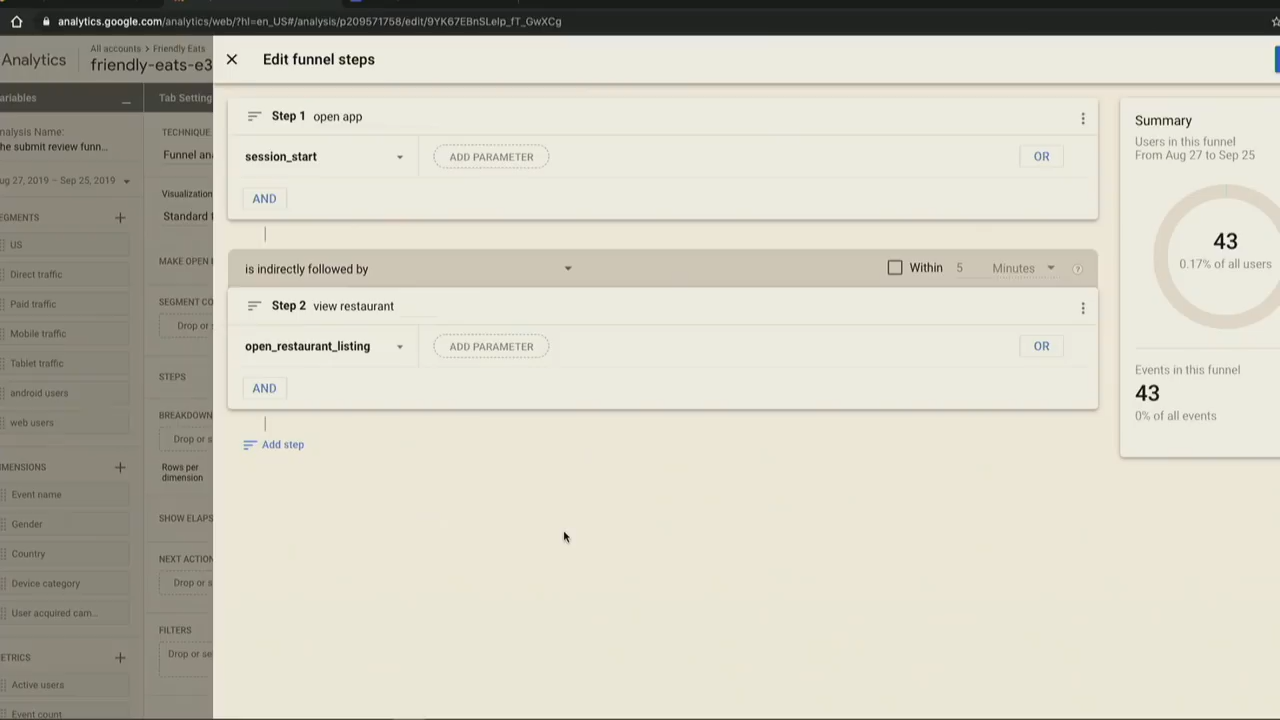 analytics.google.com/analytics/web/?hl=en_US#/analysis/p209571758/edit/9YK67EBnSLelp_fT_GwXCg
Analytics
All accounts > Friendly Eats
friendly-eats-e3
ariables
Tab Setting
nalysis Name:
he submit review funn...
ug 27, 2019 – Sep 25, 2019
EGMENTS
US
Direct traffic
Paid traffic
Mobile traffic
Tablet traffic
android users
web users
IMENSIONS
Event name
Gender
Country
Device category
User acquired cam...
ETRICS
Active users
Event count
TECHNIQUE
Funnel an
Visualization
Standard
MAKE OPEN
SEGMENT CO
Drop or s
STEPS
BREAKDOWN
Drop or s
Rows per
dimension
SHOW ELAPS
NEXT ACTION
Drop or s
FILTERS
Drop or se
Edit funnel steps
Step 1 open app
session_start
ADD PARAMETER
OR
AND
is indirectly followed by
Within 5 Minutes
Step 2 view restaurant
open_restaurant_listing
ADD PARAMETER
OR
AND
Add step
Summary
Users in this funnel
From Aug 27 to Sep 25
43
0.17% of all users
Events in this funnel
43
0% of all events